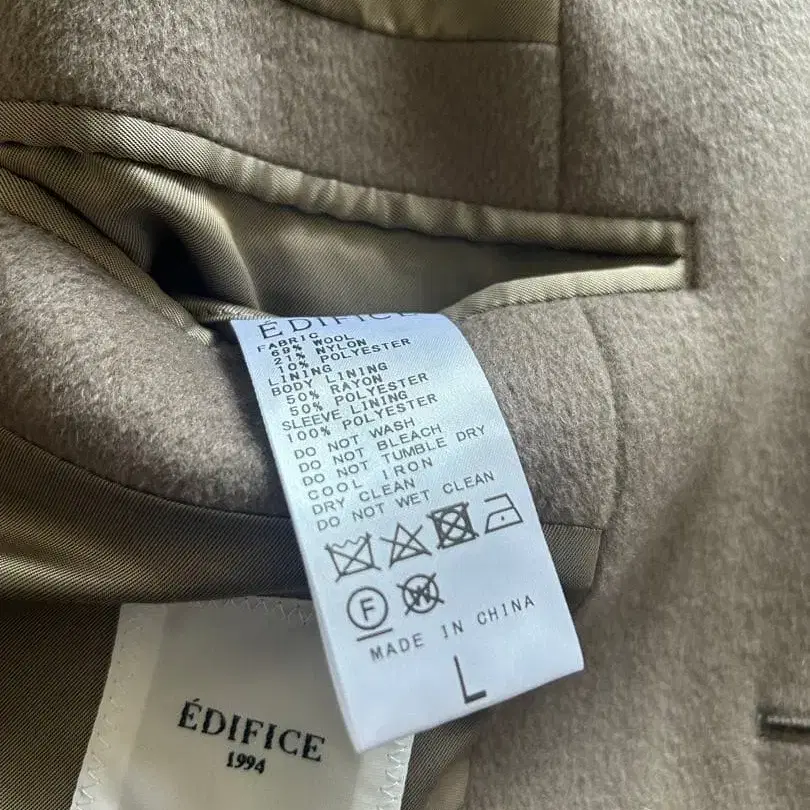 ÉDIFICE
FABRIC
69% WOOL
21% NYLON
10% POLYESTER
LINING
BODY LINING
50% RAYON
50% POLYESTER
SLEEVE LINING
100% POLYESTER
DO NOT WASH
DO NOT BLEACH
DO NOT TUMBLE DRY
COOL IRON
DRY CLEAN
DO NOT WET CLEAN
F W
MADE IN CHINA
L
ÉDIFICE
1994